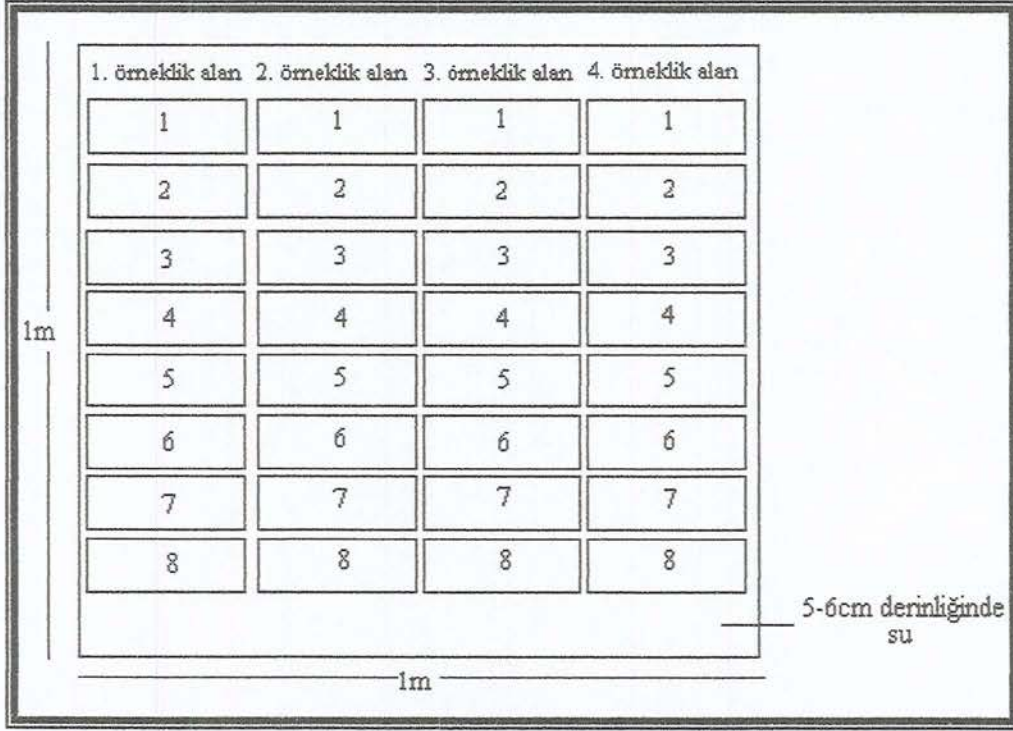 1. örneklik alan 2. örneklik alan 3. örneklik alan 4. örneklik alan
1 1 1 1
2 2 2 2
3 3 3 3
4 4 4 4
1m
5 5 5 5
6 6 6 6
7 7 7 7
8 8 8 8
5-6cm derinliğinde
su
1m